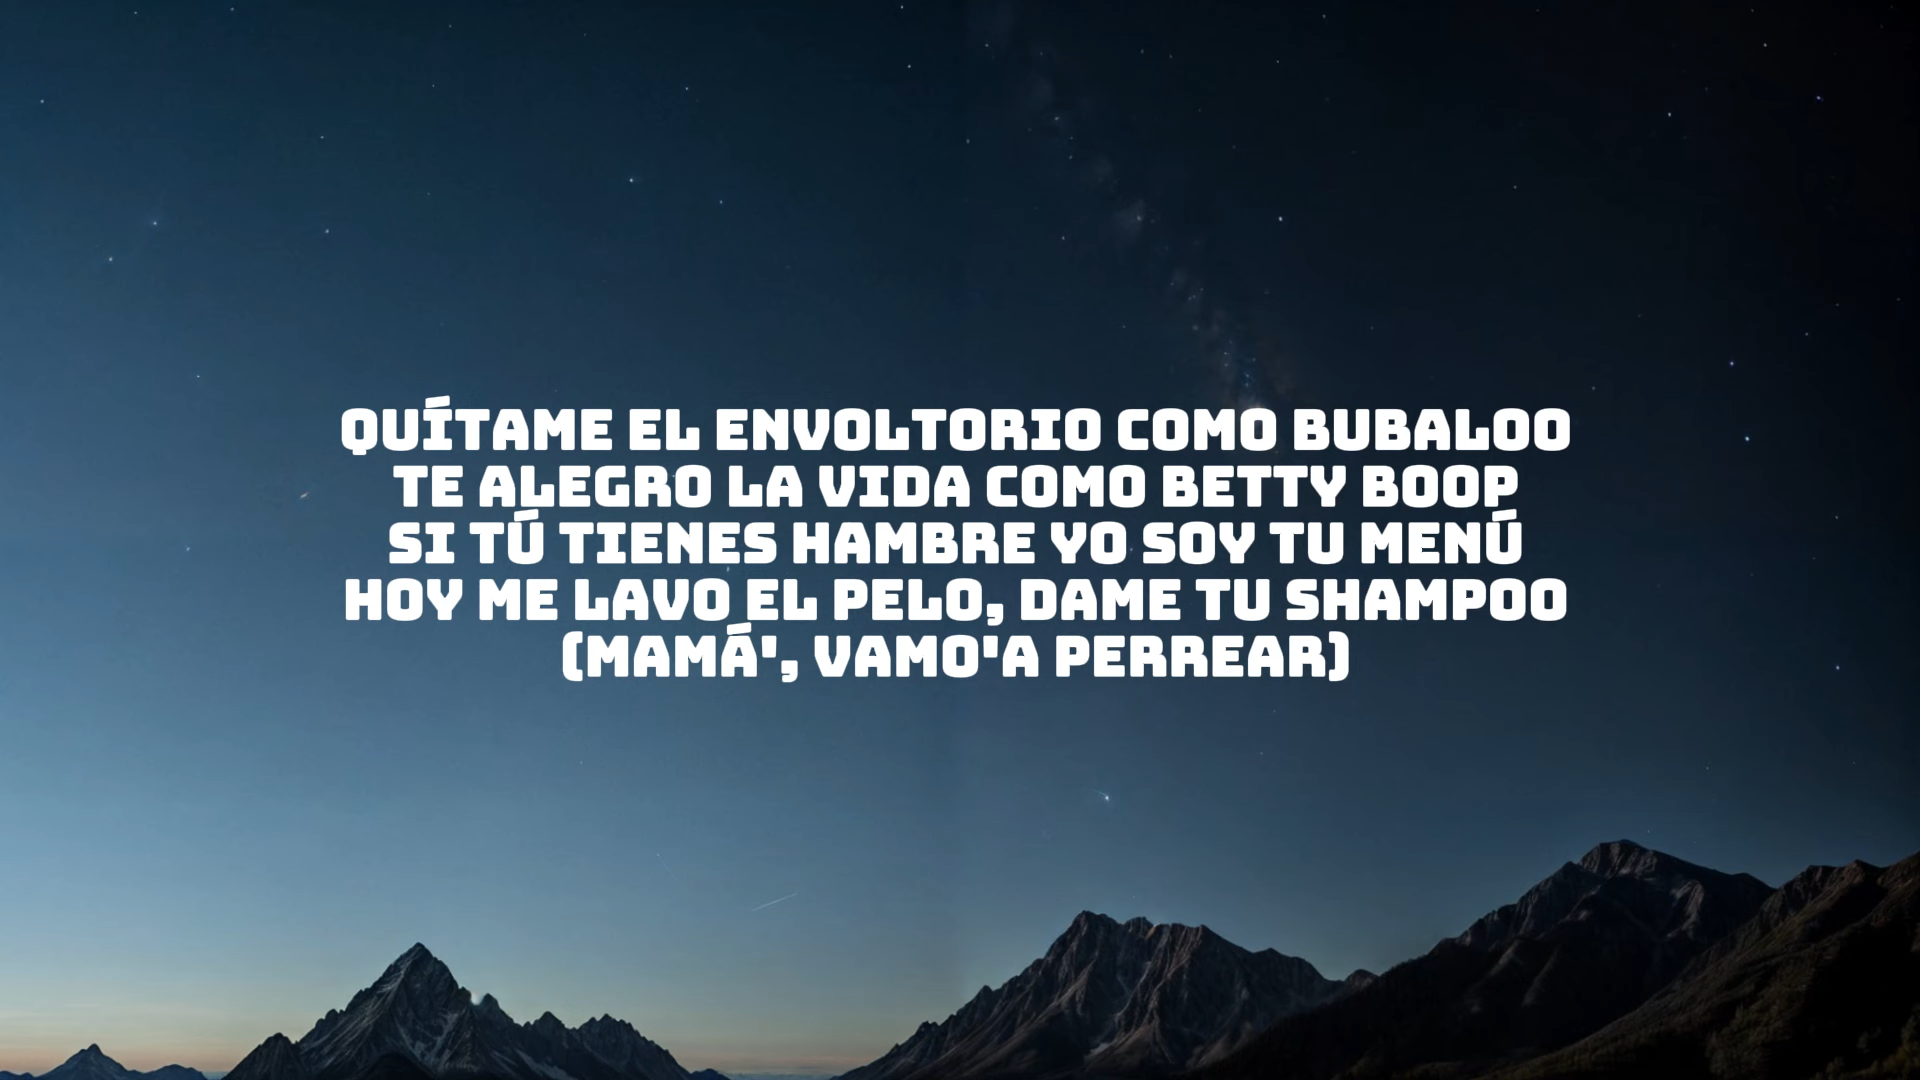 QUÍTAME EL ENVOLTORIO COMO BUBALOO
TE ALEGRO LA VIDA COMO BETTY BOOP
SI TÚ TIENES HAMBRE YO SOY TU MENÚ
HOY ME LAVO EL PELO, DAME TU SHAMPOO
(MAMÁ', VAMO'A PERREAR)